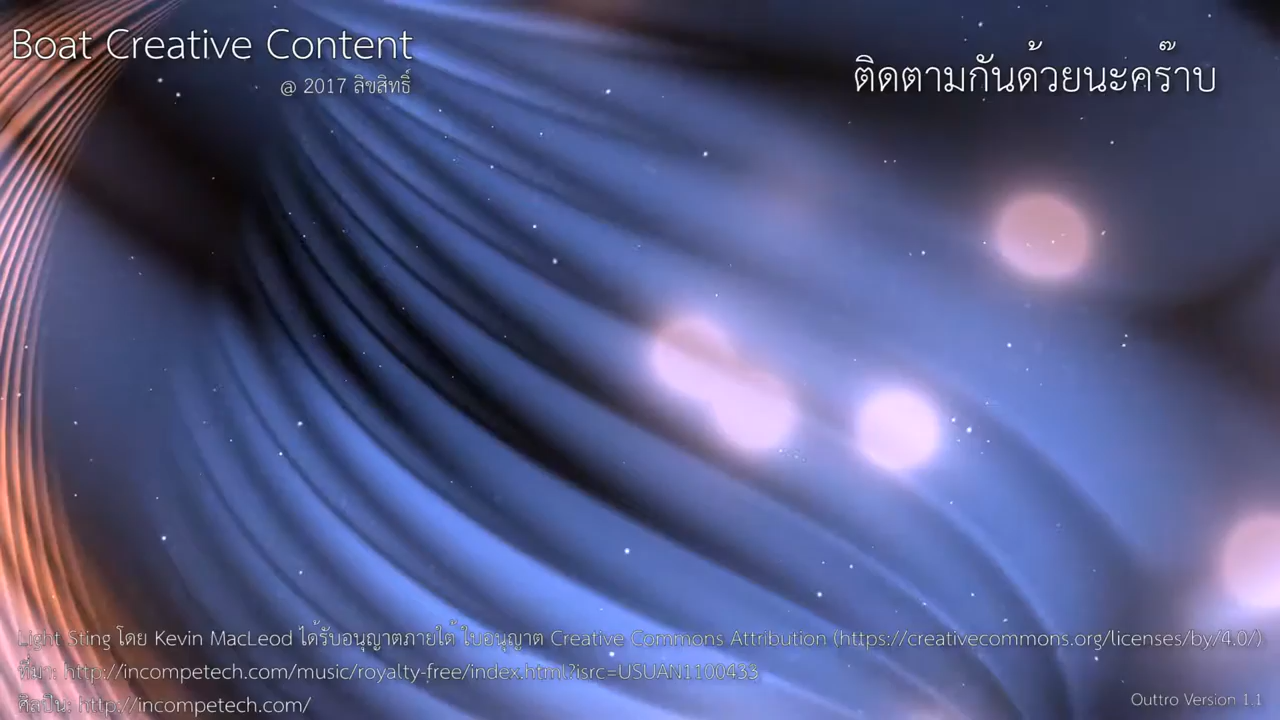 Boat Creative Content
@ 2017 ลิขสิทธิ์
ติดตามกันด้วยนะคร๊าบ
Light Sting โดย Kevin MacLeod ได้รับอนุญาตภายใต้ ใบอนุญาต Creative Commons Attribution (https://creativecommons.org/licenses/by/4.0/)
ที่มา: http://incompetech.com/music/royalty-free/index.html?isrc=USUAN1100433
ศิลปิน: http://incompetech.com/
Outtro Version 1.1